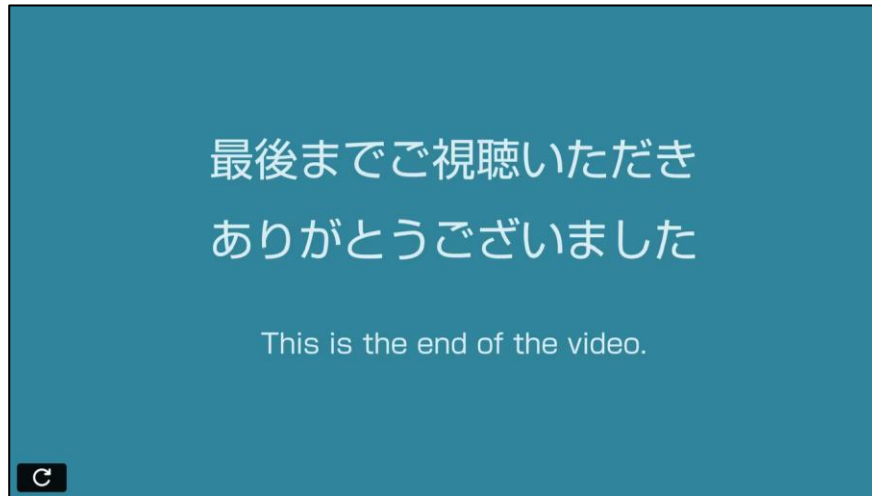 最後までご視聴いただき
ありがとうございました
This is the end of the video.